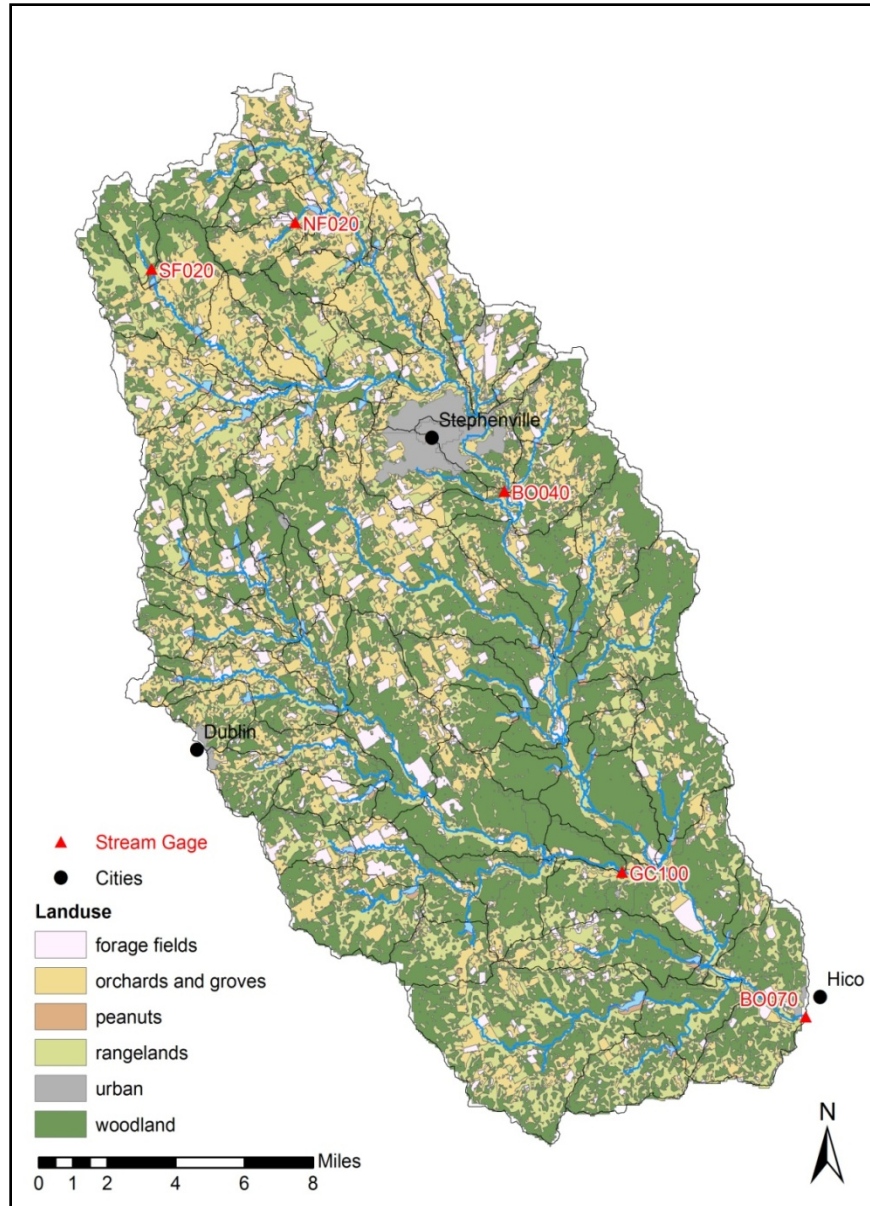 NF020
SF020
Stephenville
BO040
Dublin
Stream Gage
Cities
GC100
Landuse
forage fields
orchards and groves
peanuts
rangelands
urban
woodland
BO070
Hico
N
Miles
0 1 2 4 6 8